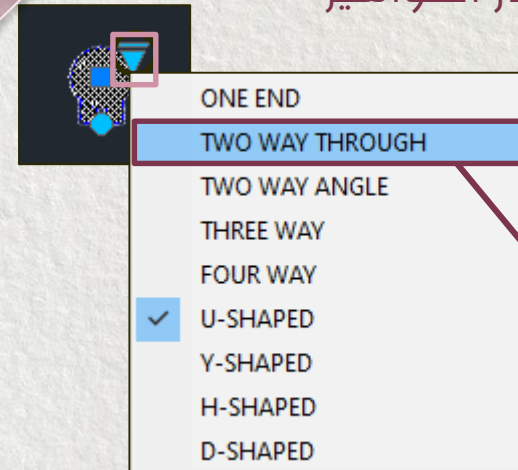 ONE END
TWO WAY THROUGH
TWO WAY ANGLE
THREE WAY
FOUR WAY
U-SHAPED
Y-SHAPED
H-SHAPED
D-SHAPED